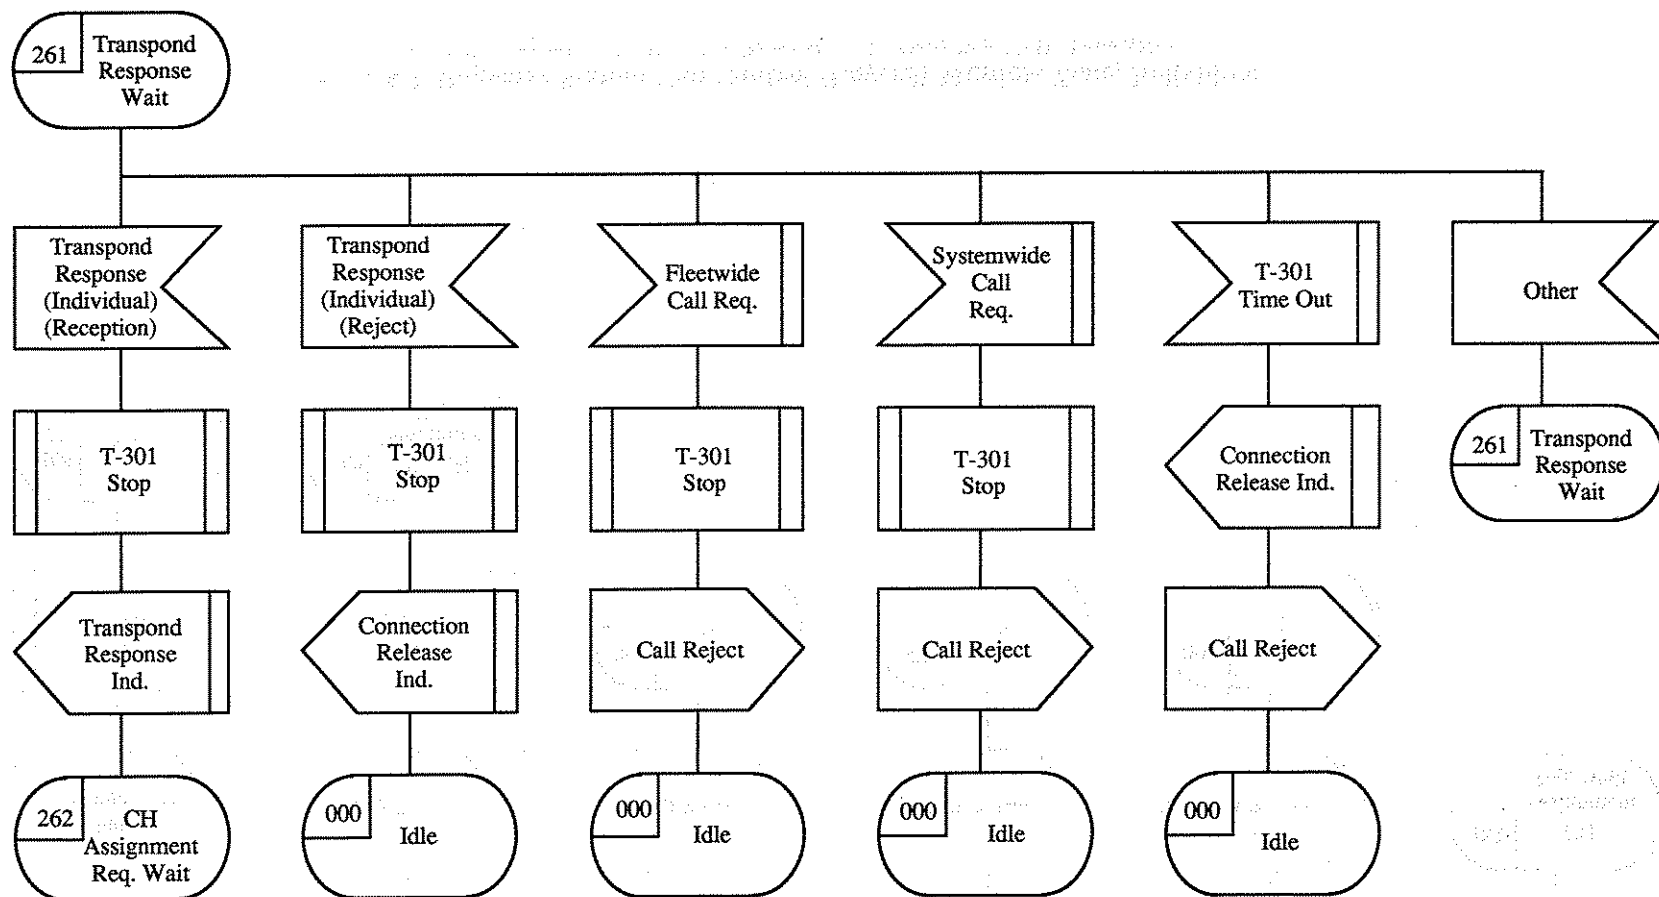 261
Transpond
Response
Wait
Transpond
Response
(Individual)
(Reception)
Transpond
Response
(Individual)
(Reject)
Fleetwide
Call Req.
Systemwide
Call
Req.
T-301
Time Out
Other
T-301
Stop
T-301
Stop
T-301
Stop
T-301
Stop
Connection
Release Ind.
261
Transpond
Response
Wait
Transpond
Response
Ind.
Connection
Release
Ind.
Call Reject
Call Reject
Call Reject
262
CH
Assignment
Req. Wait
000
Idle
000
Idle
000
Idle
000
Idle